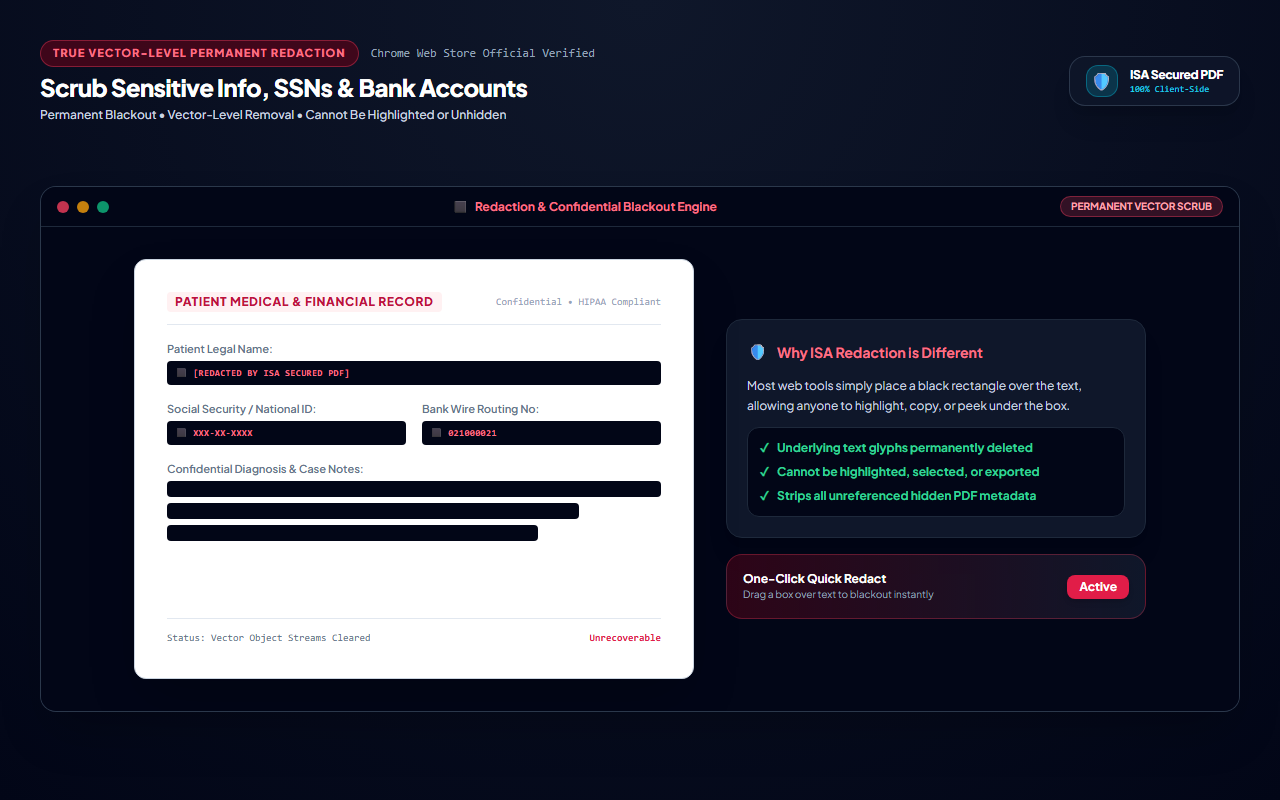 TRUE VECTOR-LEVEL PERMANENT REDACTION Chrome Web Store Official Verified
Scrub Sensitive Info, SSNs & Bank Accounts
Permanent Blackout • Vector-Level Removal • Cannot Be Highlighted or Unhidden
ISA Secured PDF
100% Client-Side
Redaction & Confidential Blackout Engine
PERMANENT VECTOR SCRUB
PATIENT MEDICAL & FINANCIAL RECORD
Confidential • HIPAA Compliant
Patient Legal Name:
[REDACTED BY ISA SECURED PDF]
Social Security / National ID:
Bank Wire Routing No:
XXX-XX-XXXX
021000021
Confidential Diagnosis & Case Notes:
Status: Vector Object Streams Cleared
Unrecoverable
Why ISA Redaction is Different
Most web tools simply place a black rectangle over the text,
allowing anyone to highlight, copy, or peek under the box.
✓ Underlying text glyphs permanently deleted
✓ Cannot be highlighted, selected, or exported
✓ Strips all unreferenced hidden PDF metadata
One-Click Quick Redact
Drag a box over text to blackout instantly
Active